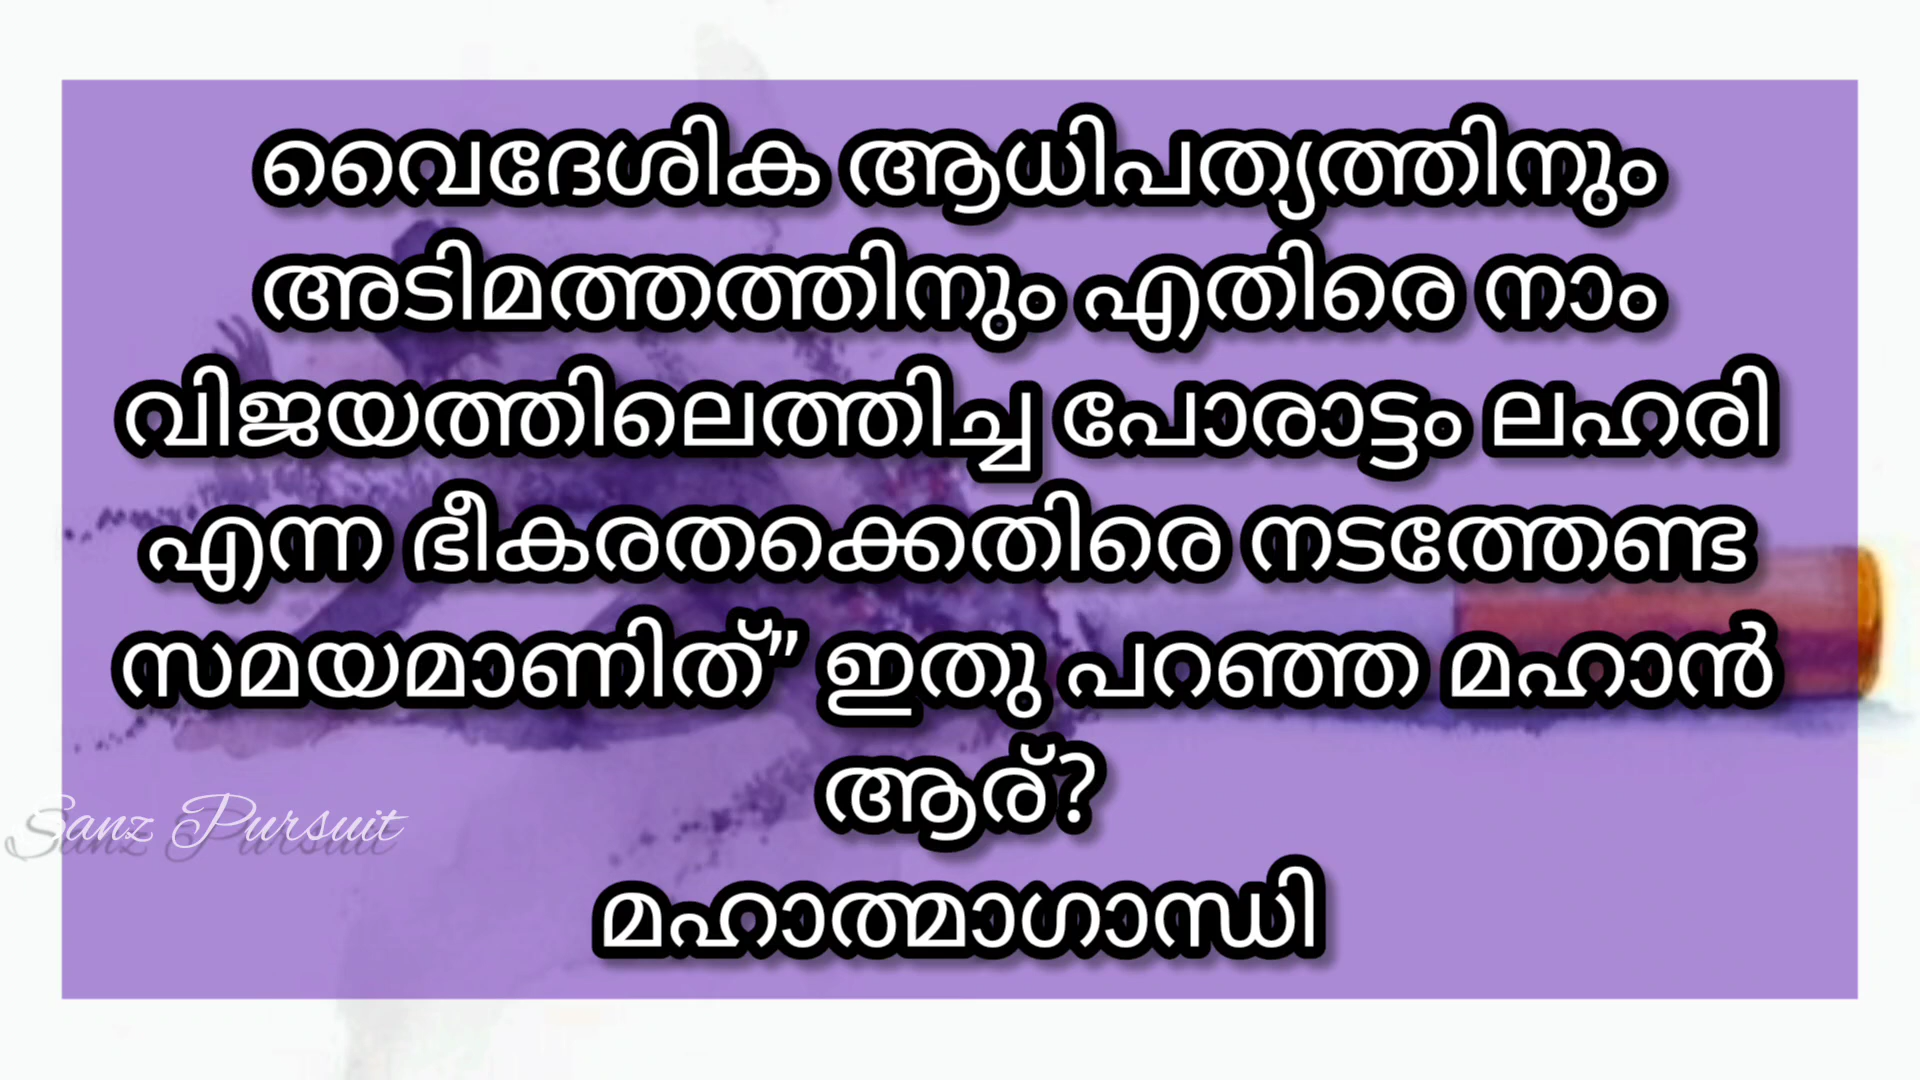 വൈദേശിക ആധിപത്യത്തിനും
അടിമത്തത്തിനും എതിരെ നാം
വിജയത്തിലെത്തിച്ച പോരാട്ടം ലഹരി
എന്ന ഭീകരതക്കെതിരെ നടത്തേണ്ട
സമയമാണിത്” ഇതു പറഞ്ഞ മഹാൻ
ആര്?
മഹാത്മാഗാന്ധി
Sanz Pursuit